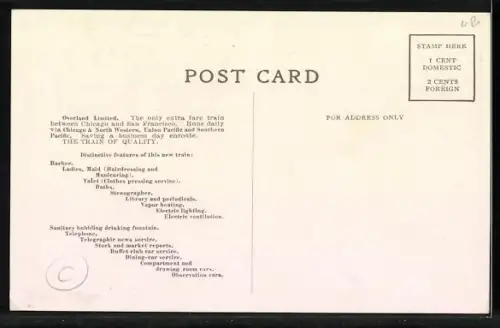 STAMP HERE
1 CENT
DOMESTIC
2 CENTS
FOREIGN
POST CARD
Overland Limited. The only extra fare train
between Chicago and San Francisco. Runs daily
via Chicago & North Western, Union Pacific and Southern
Pacific. Saving a business day enroute.
THE TRAIN OF QUALITY.
Distinctive features of this new train:
Barber.
Ladies, Maid (Hairdressing and
Manicuring).
Valet (Clothes pressing service).
Baths.
Stenographer.
Library and periodicals.
Vapor heating.
Electric lighting.
Electric ventilation.
Sanitary bubbling drinking fountain.
Telephone.
Telegraphic news service.
Stock and market reports.
Buffet club car service.
Dining-car service.
Compartment and
drawing room cars.
Observation cars.
FOR ADDRESS ONLY
C